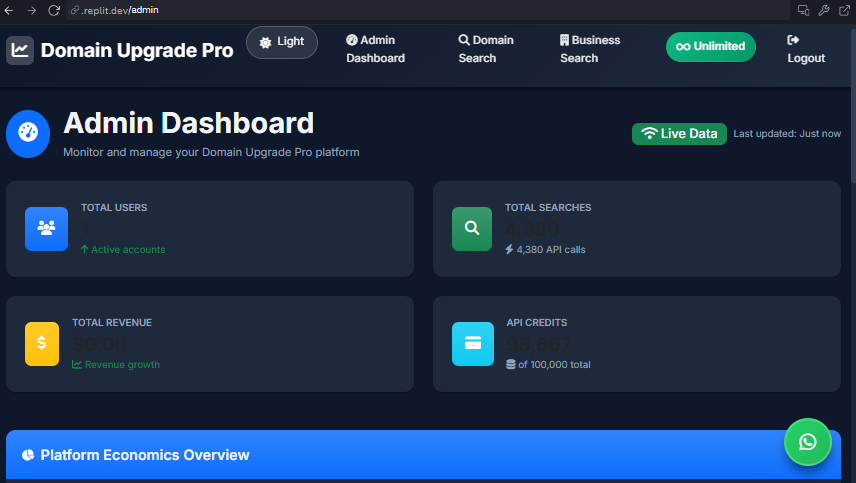 .replit.dev/admin
Domain Upgrade Pro
Light
Admin
Dashboard
Domain
Search
Business
Search
Unlimited
Logout
Admin Dashboard
Monitor and manage your Domain Upgrade Pro platform
Live Data
Last updated: Just now
TOTAL USERS
1
Active accounts
TOTAL SEARCHES
4,380
4,380 API calls
TOTAL REVENUE
$0.00
Revenue growth
API CREDITS
of 100,000 total
Platform Economics Overview